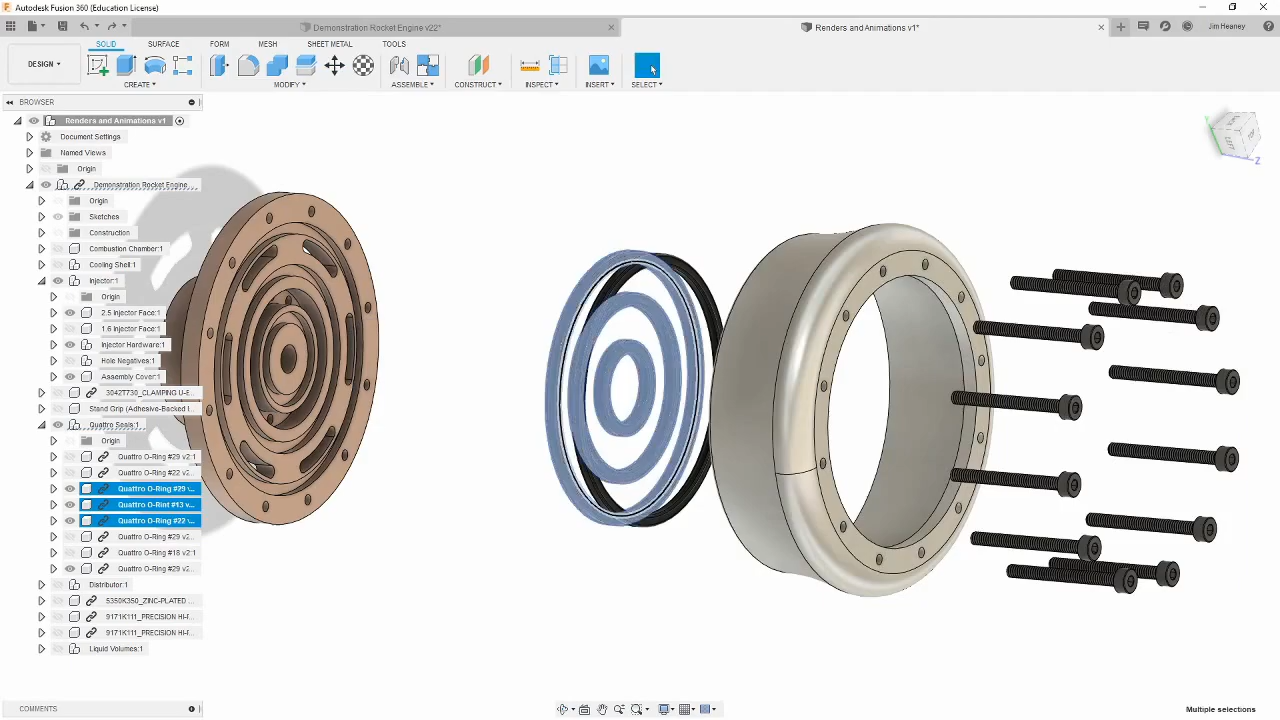 Autodesk Fusion 360 (Education License)
Demonstration Rocket Engine v22*
Renders and Animations v1*
Jim Heaney
SOLID SURFACE FORM MESH SHEET METAL TOOLS
DESIGN
CREATE MODIFY ASSEMBLE CONSTRUCT INSPECT INSERT SELECT
BROWSER
Renders and Animations v1
Document Settings
Named Views
Origin
Demonstration Rocket Engine...
Origin
Sketches
Construction
Combustion Chamber:1
Cooling Shell:1
Injector:1
Origin
2.5 Injector Face:1
1.6 Injector Face:1
Injector Hardware:1
Hole Negatives:1
Assembly Cover:1
3042T730_CLAMPING U-E...
Stand Grip (Adhesive-Backed I...
Quattro Seals:1
Origin
Quattro O-Ring #29 v2:1
Quattro O-Ring #22 v...
Quattro O-Ring #29 v...
Quattro O-Rint #13 v...
Quattro O-Ring #22 v...
Quattro O-Ring #29 v2...
Quattro O-Ring #18 v2:1
Quattro O-Ring #29 v2...
Distributor:1
5350K350_ZINC-PLATED ...
9171K111_PRECISION HI-F...
9171K111_PRECISION HI-F...
Liquid Volumes:1
COMMENTS
Multiple selections
TOP
LEFT
Y
Z